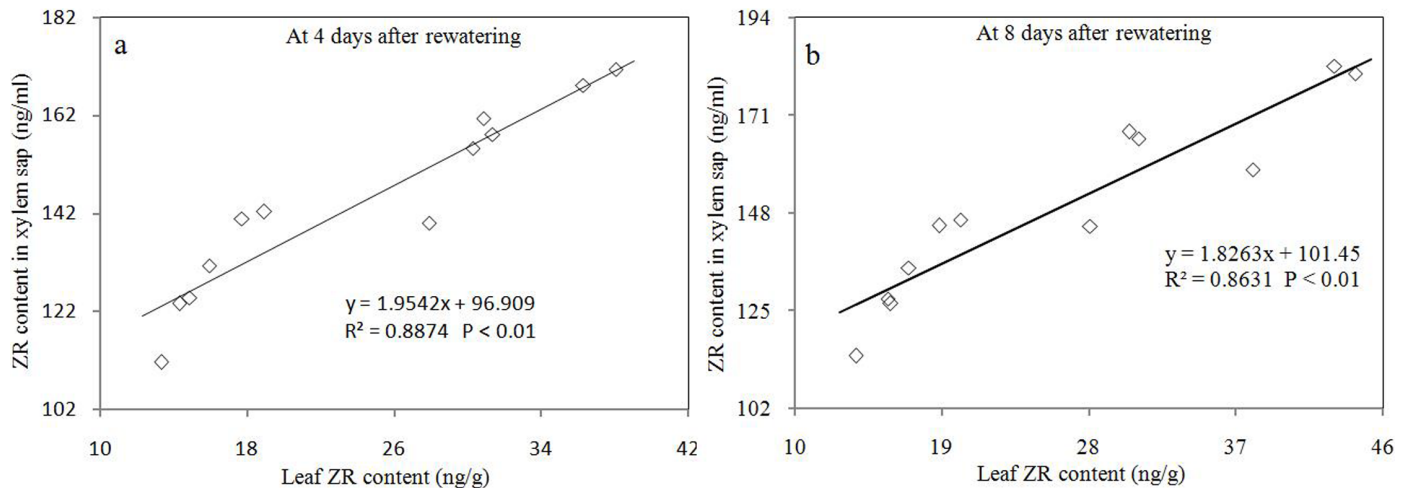 a
At 4 days after rewatering
ZR content in xylem sap (ng/ml)
182
162
142
122
102
y = 1.9542x + 96.909
R² = 0.8874 P < 0.01
10 18 26 34 42
Leaf ZR content (ng/g)
b
At 8 days after rewatering
ZR content in xylem sap (ng/ml)
194
171
148
125
102
y = 1.8263x + 101.45
R² = 0.8631 P < 0.01
10 19 28 37 46
Leaf ZR content (ng/g)